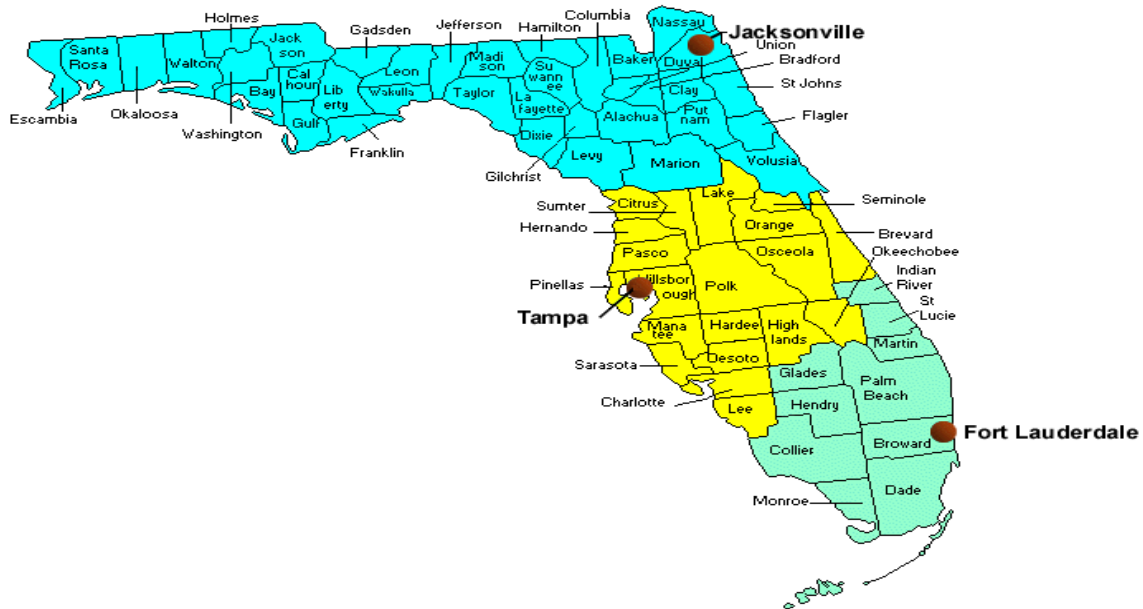 Holmes
Gadsden
Jefferson
Hamilton
Columbia
Nassau
Jacksonville
Santa
Rosa
Walton
Jack
son
Leon
Madi
son
Su
wann
ee
Baker
Duval
Union
Bradford
St Johns
Escambia
Okaloosa
Washington
Bay
Cal
houn
Lib
erty
Wakulla
Taylor
La
fayette
Clay
Put
nam
Alachua
Flagler
Gulf
Franklin
Dixie
Gilchrist
Levy
Marion
Volusia
Sumter
Citrus
Lake
Seminole
Hernando
Orange
Brevard
Pasco
Osceola
Okeechobee
Pinellas
Hillsbor
ough
Polk
Indian
River
St
Lucie
Tampa
Mana
tee
Hardee
High
lands
Martin
Sarasota
Desoto
Glades
Palm
Beach
Charlotte
Lee
Hendry
Fort Lauderdale
Collier
Broward
Monroe
Dade